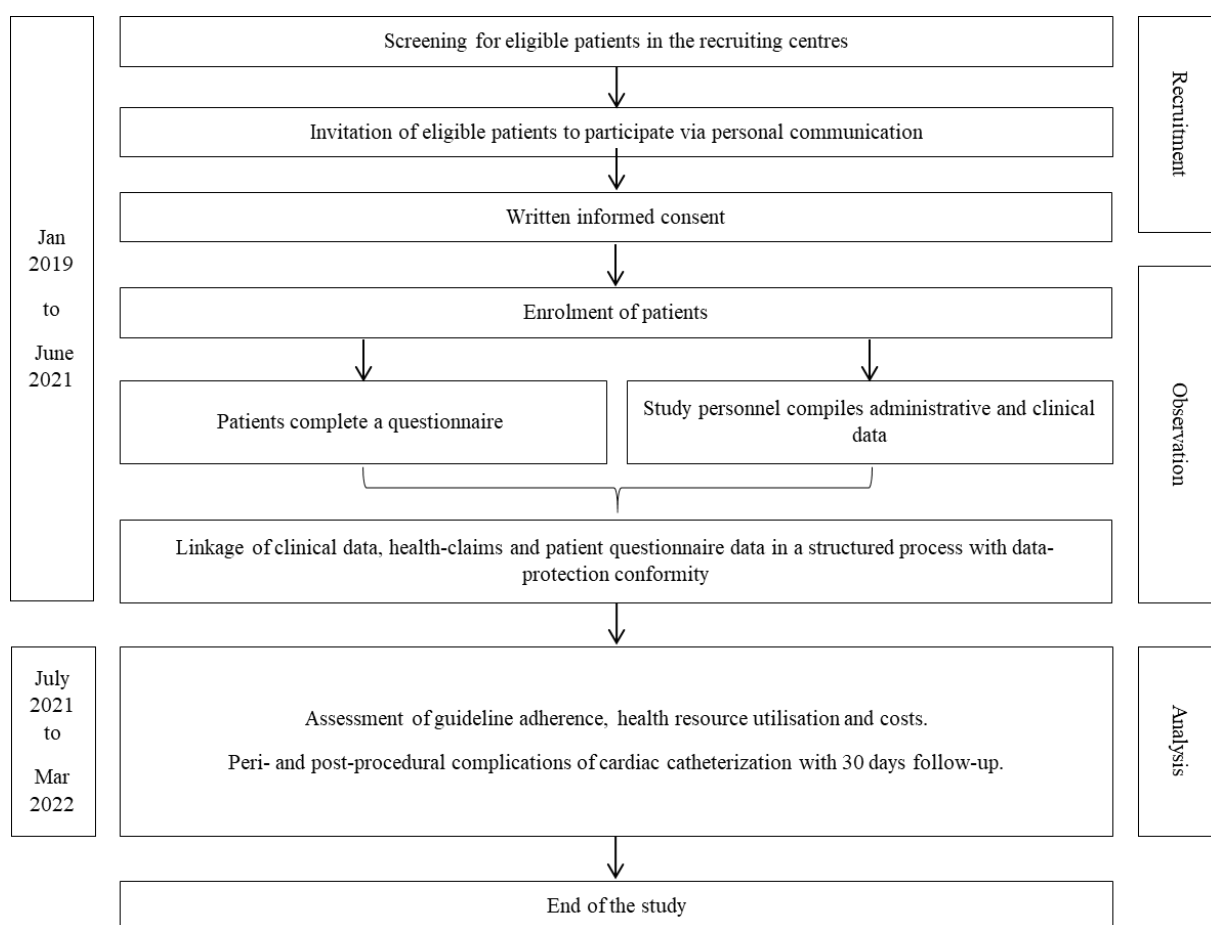 Screening for eligible patients in the recruiting centres
Recruitment
Invitation of eligible patients to participate via personal communication
Written informed consent
Jan
2019
to
June
2021
Enrolment of patients
Observation
Patients complete a questionnaire
Study personnel compiles administrative and clinical
data
Linkage of clinical data, health-claims and patient questionnaire data in a structured process with data-
protection conformity
July
2021
to
Mar
2022
Assessment of guideline adherence, health resource utilisation and costs.
Peri- and post-procedural complications of cardiac catheterization with 30 days follow-up.
Analysis
End of the study